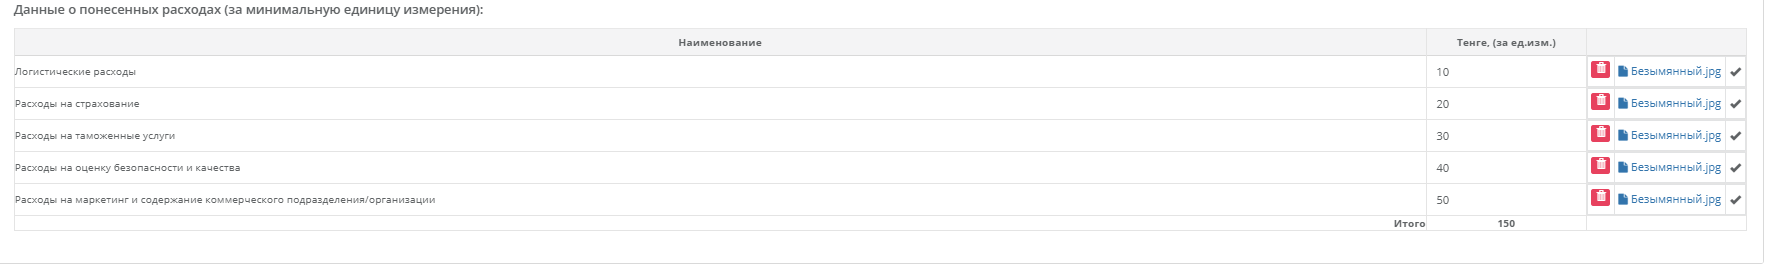 Данные о понесенных расходах (за минимальную единицу измерения):
Наименование Тенге, (за ед.изм.)
Логистические расходы 10 Безымянный.jpg
Расходы на страхование 20 Безымянный.jpg
Расходы на таможенные услуги 30 Безымянный.jpg
Расходы на оценку безопасности и качества 40 Безымянный.jpg
Расходы на маркетинг и содержание коммерческого подразделения/организации 50 Безымянный.jpg
Итого 150